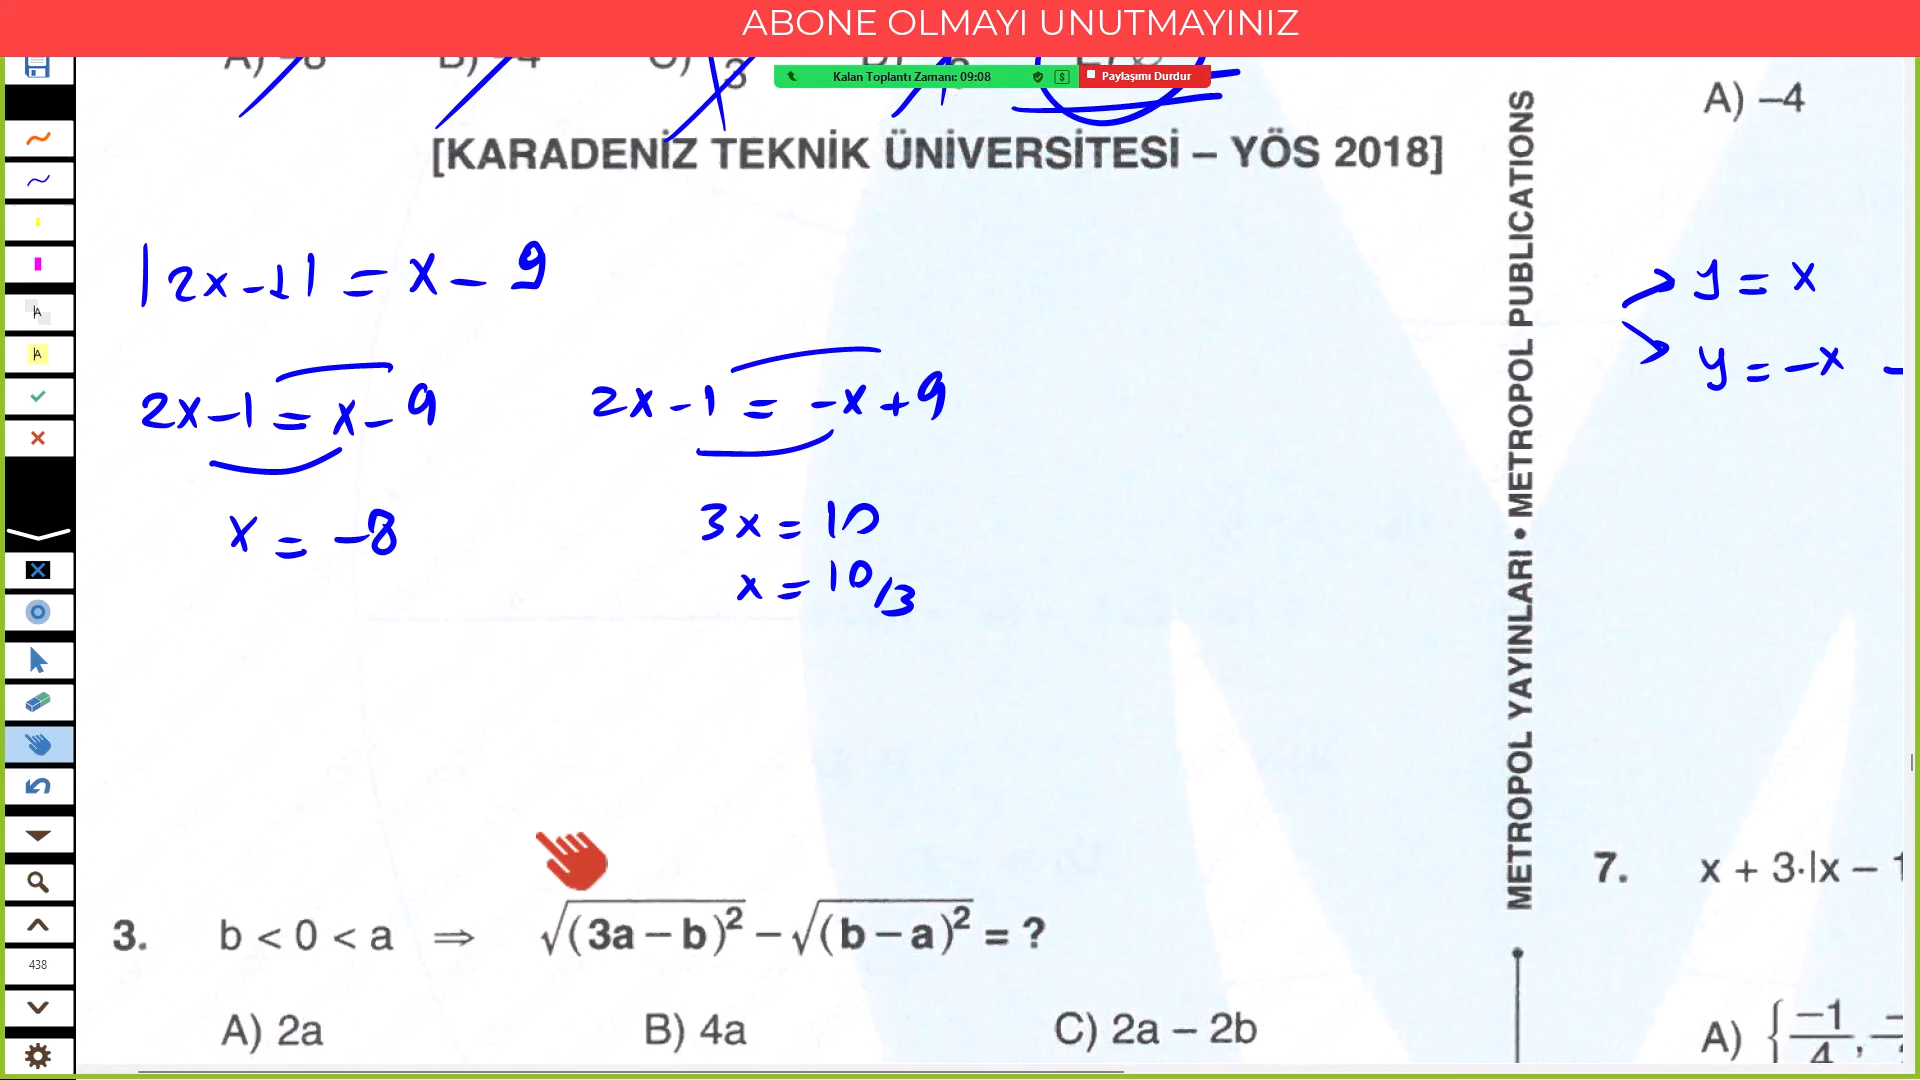 ABONE OLMAYI UNUTMAYINIZ
Kalan Toplantı Zamanı: 09:08
Paylaşımı Durdur
[KARADENİZ TEKNİK ÜNİVERSİTESİ – YÖS 2018]
|2x-1| = x - 9
2x-1 = x-9
2x-1 = -x+9
x = -8
3x = 10
x = 10/3
3. b < 0 < a ⇒ √(3a – b)² – √(b – a)² = ?
A) 2a B) 4a C) 2a – 2b
METROPOL YAYINLARI • METROPOL PUBLICATIONS
A) –4
y = x
y = -x -
7. x + 3·|x – 1
A) { -1/4 , -
438